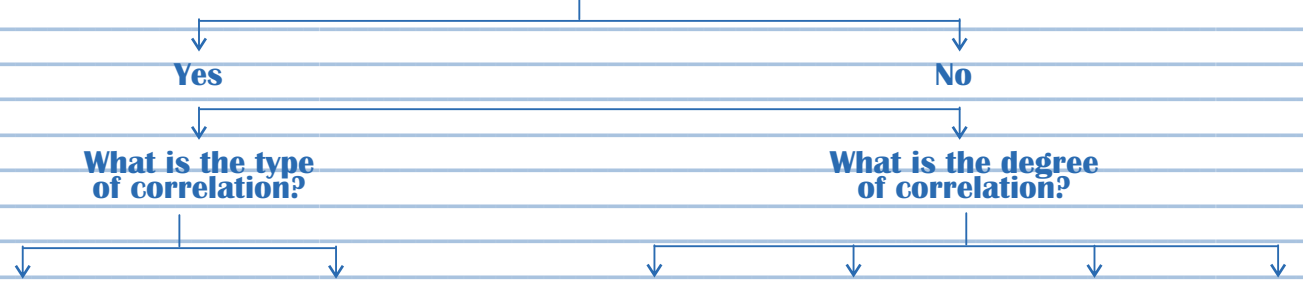 Yes
No
What is the type
of correlation?
What is the degree
of correlation?